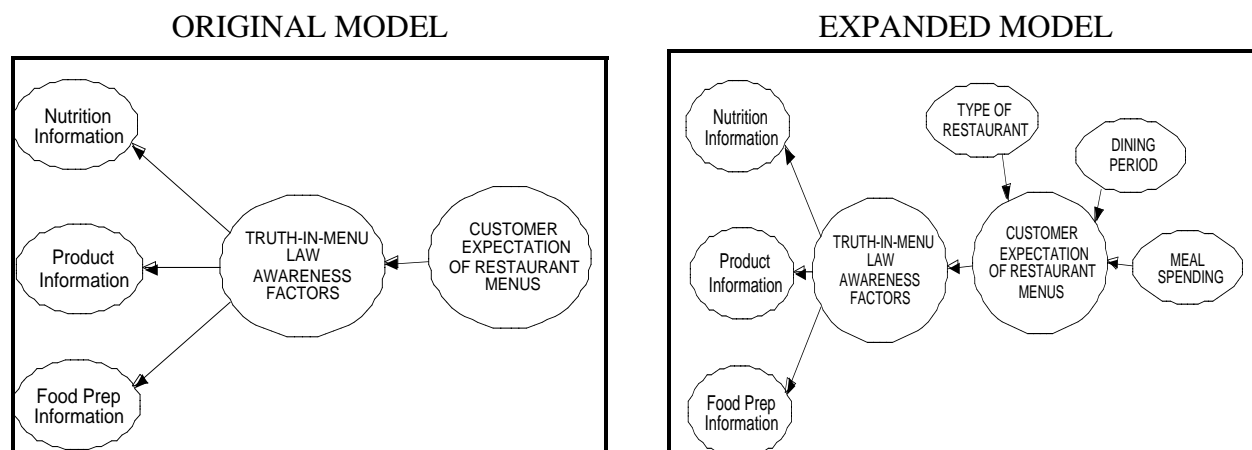 ORIGINAL MODEL
Nutrition
Information
Product
Information
Food Prep
Information
TRUTH-IN-MENU
LAW
AWARENESS
FACTORS
CUSTOMER
EXPECTATION
OF RESTAURANT
MENUS
EXPANDED MODEL
Nutrition
Information
Product
Information
Food Prep
Information
TRUTH-IN-MENU
LAW
AWARENESS
FACTORS
TYPE OF
RESTAURANT
DINING
PERIOD
CUSTOMER
EXPECTATION
OF RESTAURANT
MENUS
MEAL
SPENDING